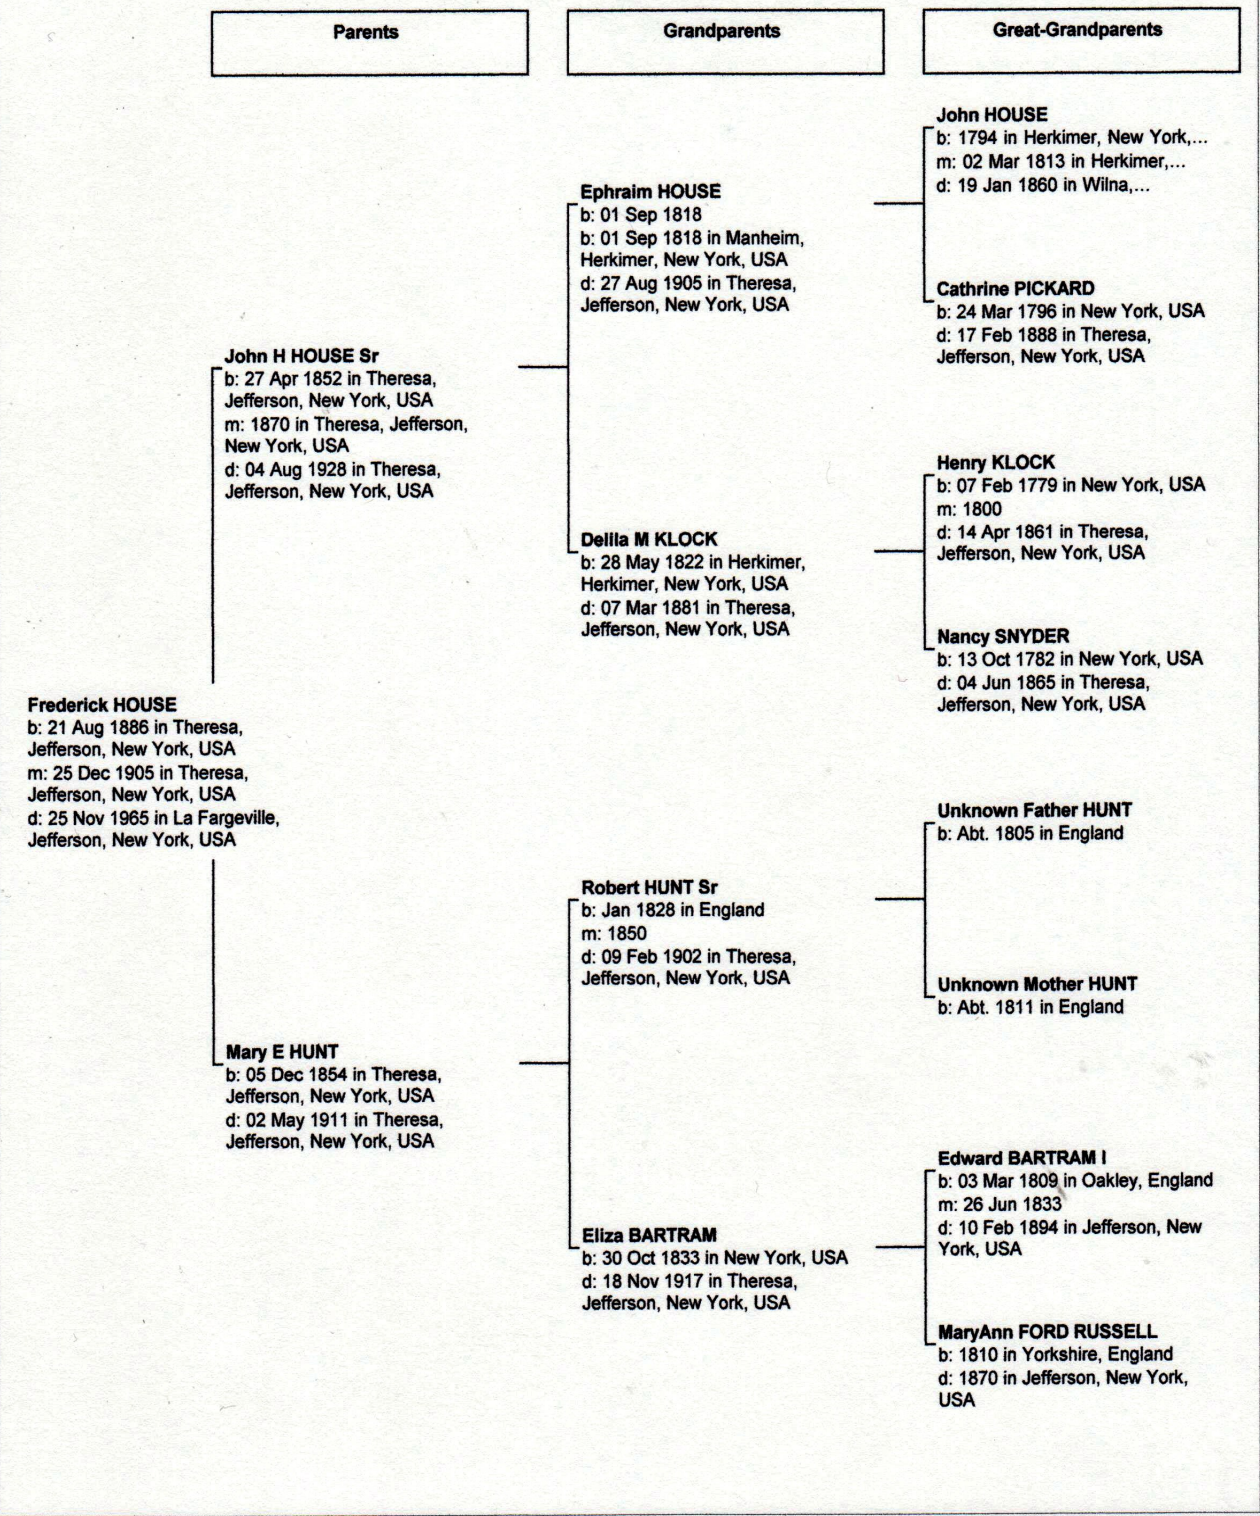 Parents
Grandparents
Great-Grandparents
John HOUSE
b: 1794 in Herkimer, New York,...
m: 02 Mar 1813 in Herkimer,...
d: 19 Jan 1860 in Wilna,...
Ephraim HOUSE
b: 01 Sep 1818
b: 01 Sep 1818 in Manheim,
Herkimer, New York, USA
d: 27 Aug 1905 in Theresa,
Jefferson, New York, USA
Cathrine PICKARD
b: 24 Mar 1796 in New York, USA
d: 17 Feb 1888 in Theresa,
Jefferson, New York, USA
John H HOUSE Sr
b: 27 Apr 1852 in Theresa,
Jefferson, New York, USA
m: 1870 in Theresa, Jefferson,
New York, USA
d: 04 Aug 1928 in Theresa,
Jefferson, New York, USA
Henry KLOCK
b: 07 Feb 1779 in New York, USA
m: 1800
d: 14 Apr 1861 in Theresa,
Jefferson, New York, USA
Delila M KLOCK
b: 28 May 1822 in Herkimer,
Herkimer, New York, USA
d: 07 Mar 1881 in Theresa,
Jefferson, New York, USA
Nancy SNYDER
b: 13 Oct 1782 in New York, USA
d: 04 Jun 1865 in Theresa,
Jefferson, New York, USA
Frederick HOUSE
b: 21 Aug 1886 in Theresa,
Jefferson, New York, USA
m: 25 Dec 1905 in Theresa,
Jefferson, New York, USA
d: 25 Nov 1965 in La Fargeville,
Jefferson, New York, USA
Unknown Father HUNT
b: Abt. 1805 in England
Robert HUNT Sr
b: Jan 1828 in England
m: 1850
d: 09 Feb 1902 in Theresa,
Jefferson, New York, USA
Unknown Mother HUNT
b: Abt. 1811 in England
Mary E HUNT
b: 05 Dec 1854 in Theresa,
Jefferson, New York, USA
d: 02 May 1911 in Theresa,
Jefferson, New York, USA
Edward BARTRAM I
b: 03 Mar 1809 in Oakley, England
m: 26 Jun 1833
d: 10 Feb 1894 in Jefferson, New
York, USA
Eliza BARTRAM
b: 30 Oct 1833 in New York, USA
d: 18 Nov 1917 in Theresa,
Jefferson, New York, USA
MaryAnn FORD RUSSELL
b: 1810 in Yorkshire, England
d: 1870 in Jefferson, New York,
USA